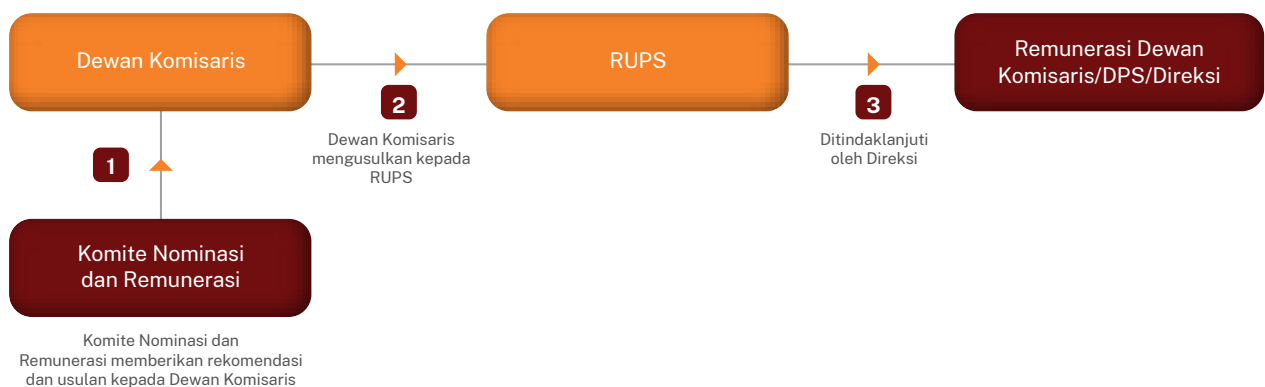 Dewan Komisaris
RUPS
Remunerasi Dewan
Komisaris/DPS/Direksi
2
Dewan Komisaris
mengusulkan kepada
RUPS
3
Ditindaklanjuti
oleh Direksi
1
Komite Nominasi
dan Remunerasi
Komite Nominasi dan
Remunerasi memberikan rekomendasi
dan usulan kepada Dewan Komisaris